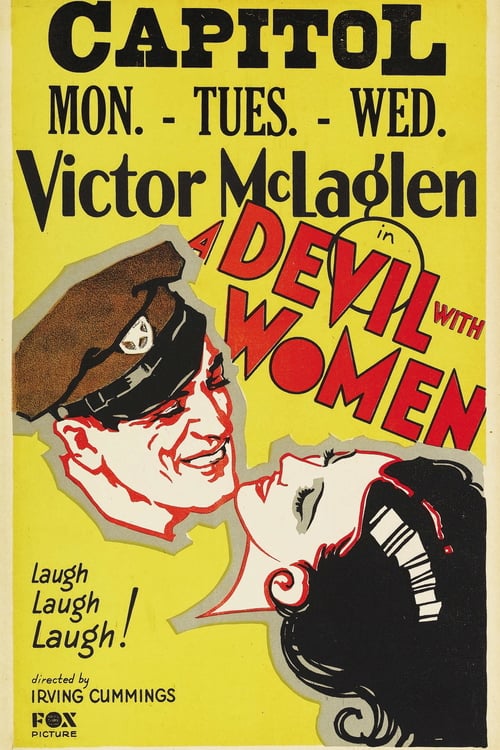 CAPITOL
MON. - TUES. - WED.
Victor McLaglen
in
A DEVIL WITH
WOMEN
Laugh
Laugh
Laugh!
directed by
IRVING CUMMINGS
FOX
PICTURE